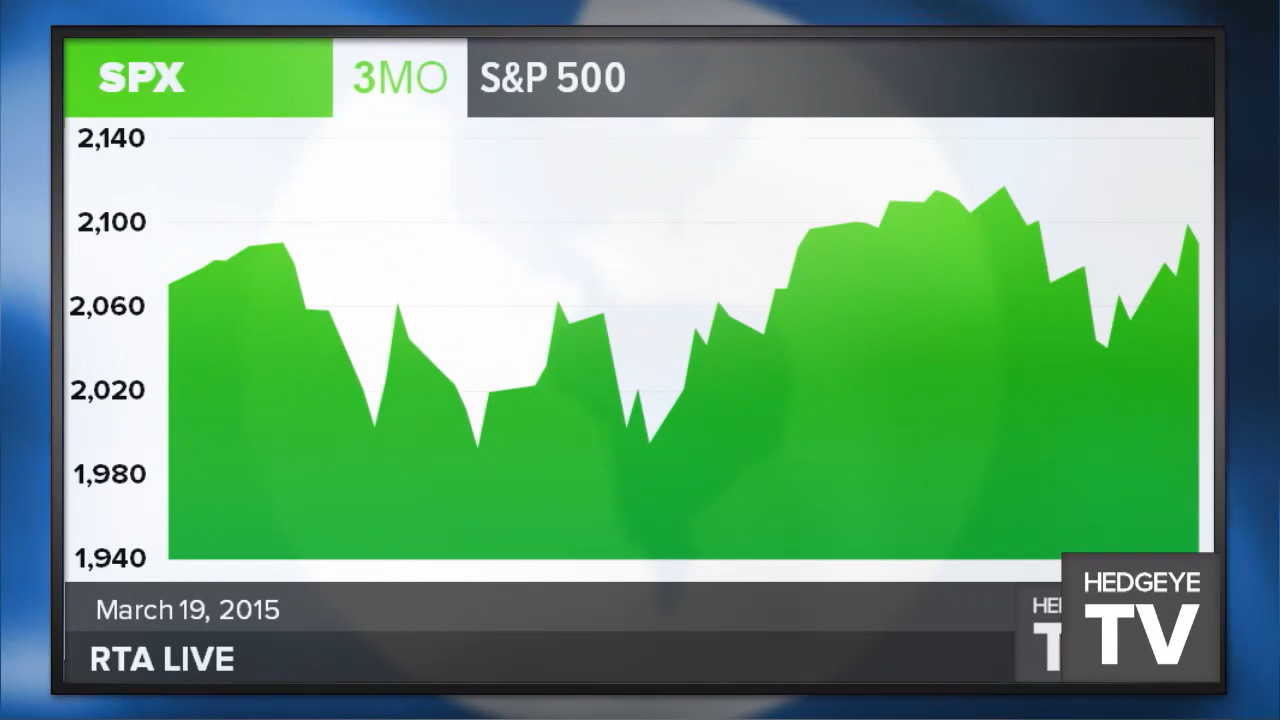 SPX 3MO S&P 500
2,140
2,100
2,060
2,020
1,980
1,940
March 19, 2015
RTA LIVE
HEI
T
HEDGEYE
TV